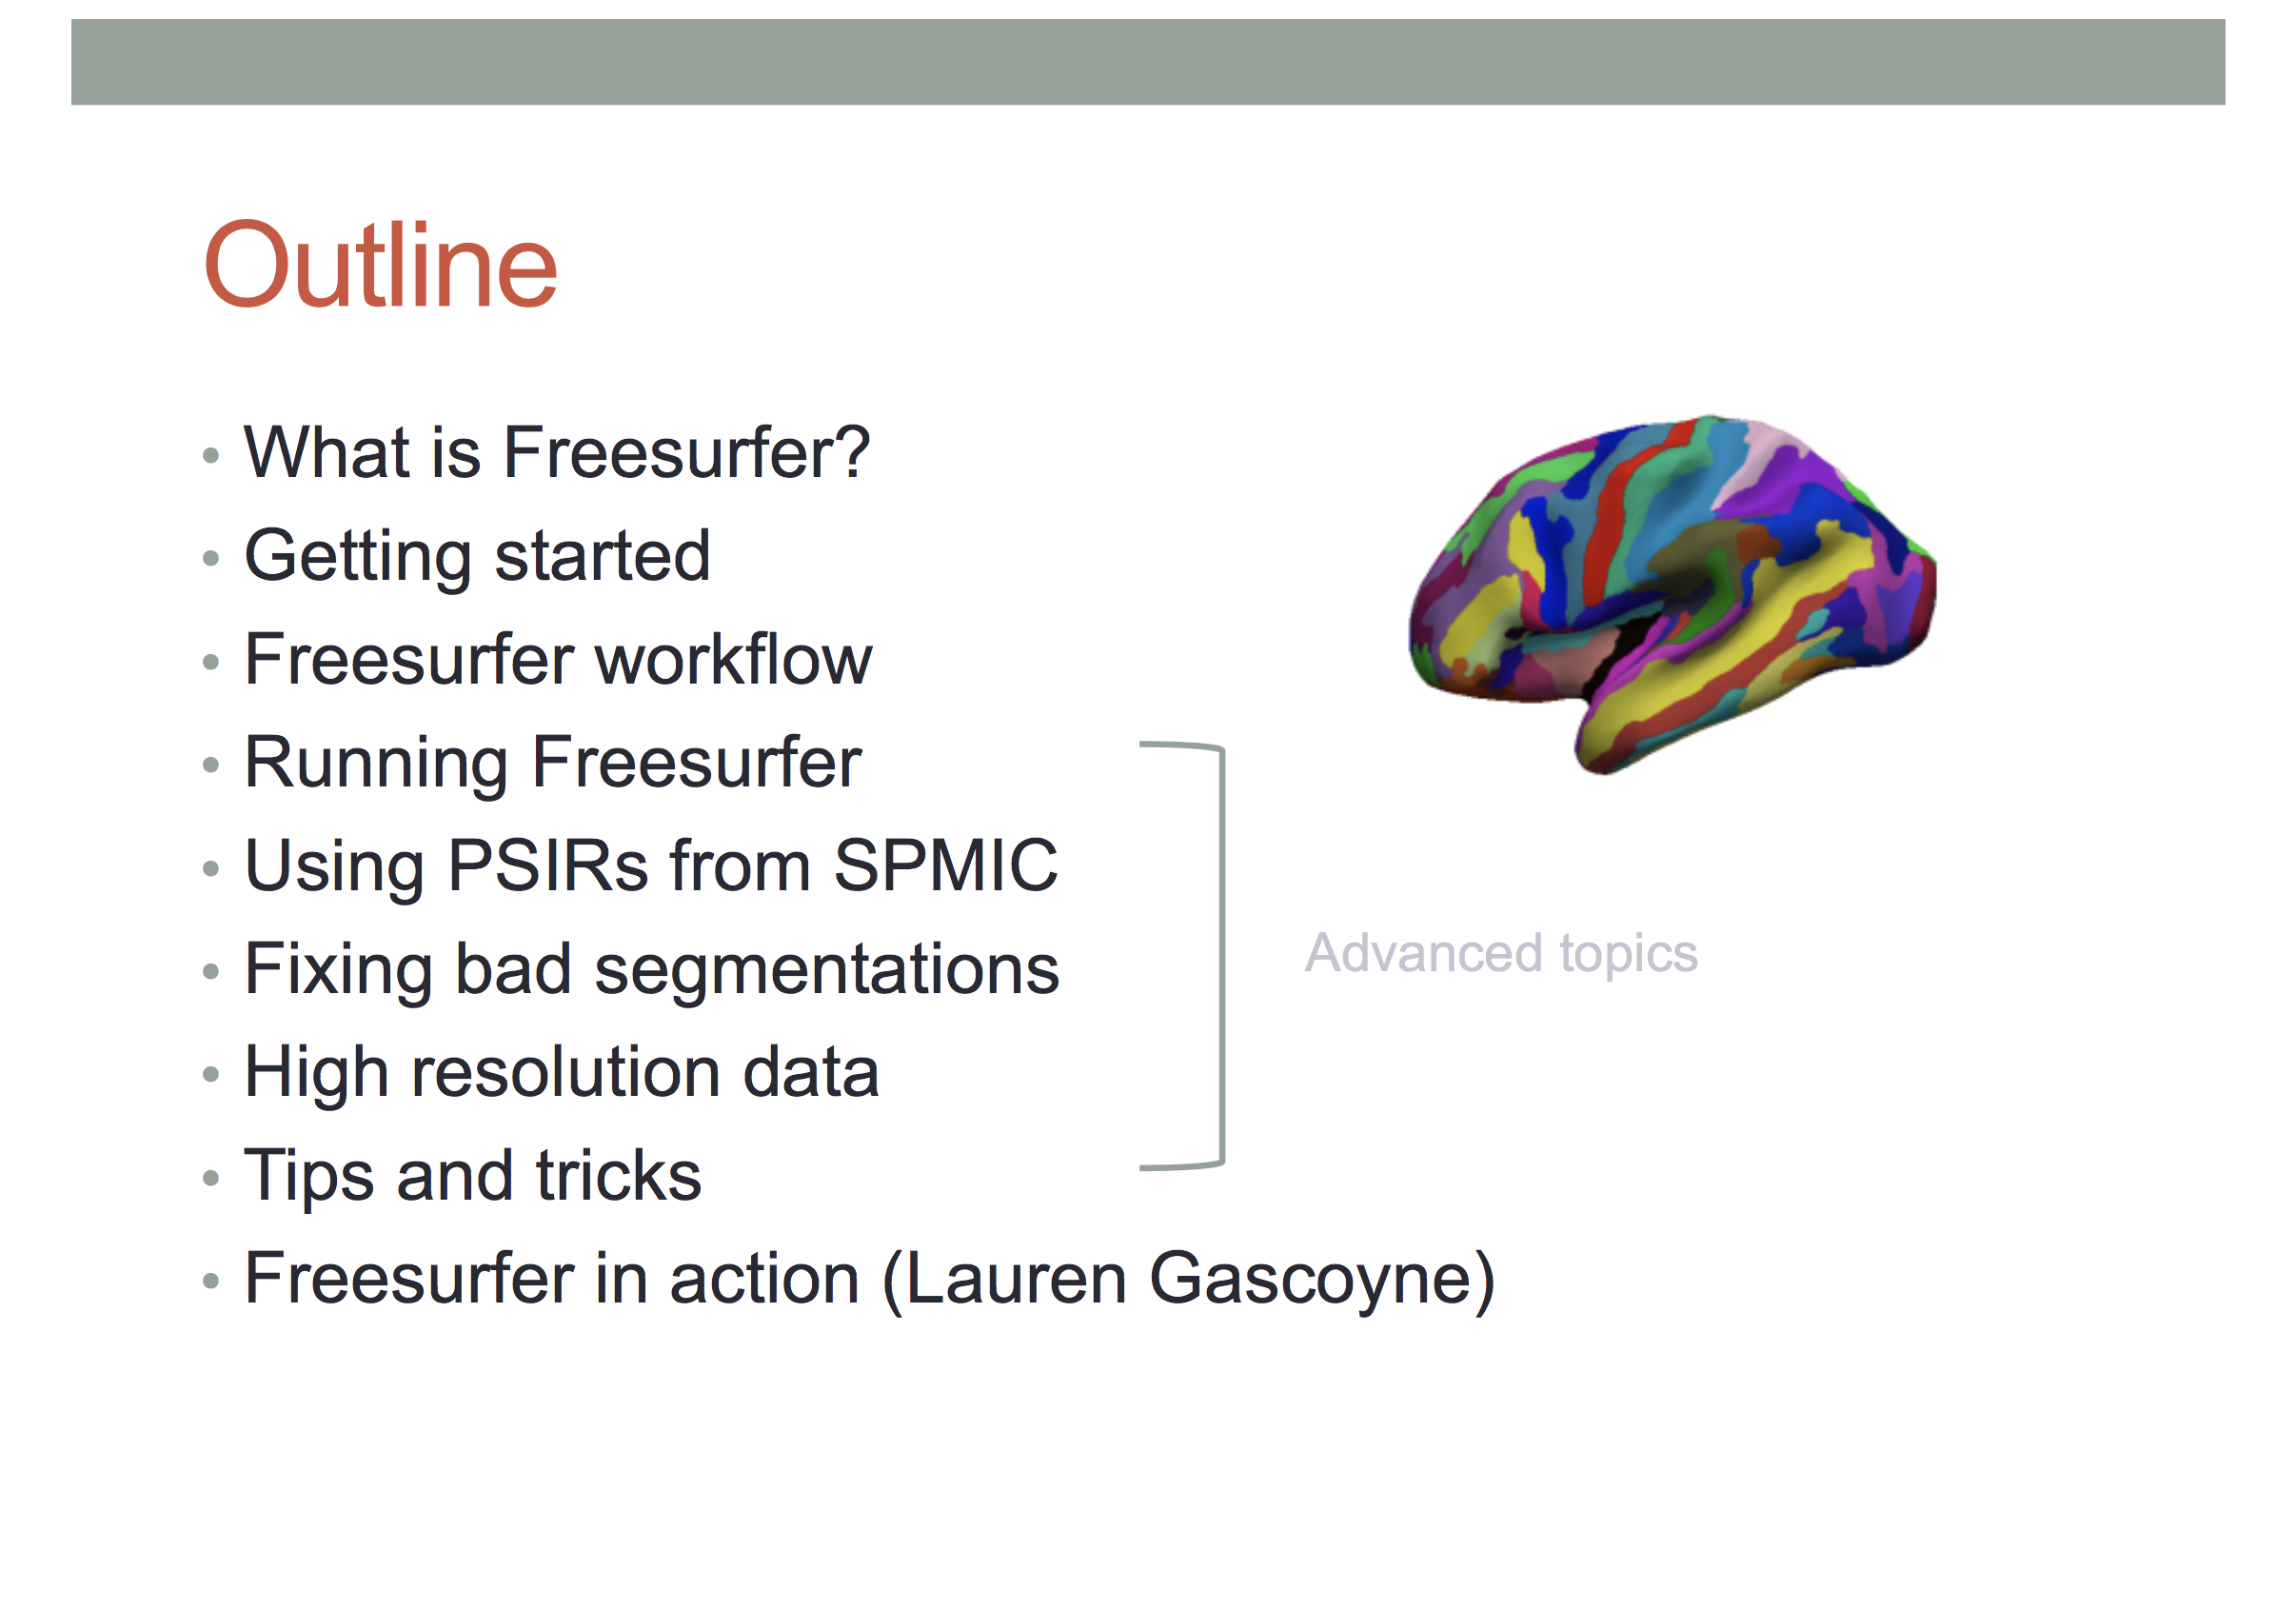 Outline
• What is Freesurfer?
• Getting started
• Freesurfer workflow
• Running Freesurfer
• Using PSIRs from SPMIC
• Fixing bad segmentations
• High resolution data
• Tips and tricks
• Freesurfer in action (Lauren Gascoyne)
Advanced topics